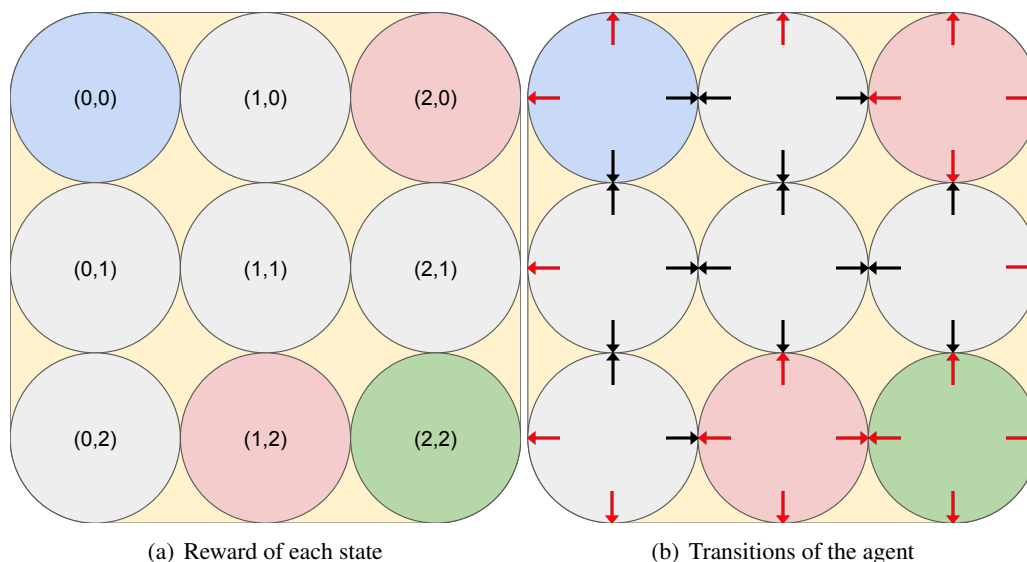 (0,0) (1,0) (2,0)
(0,1) (1,1) (2,1)
(0,2) (1,2) (2,2)
(a) Reward of each state
(b) Transitions of the agent